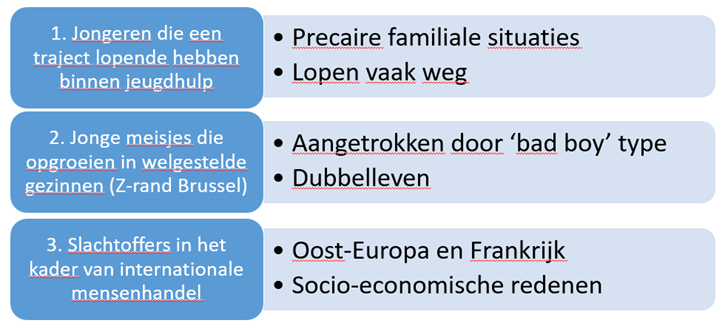 1. Jongeren die een
traject lopende hebben
binnen jeugdhulp
• Precaire familiale situaties
• Lopen vaak weg
2. Jonge meisjes die
opgroeien in welgestelde
gezinnen (Z-rand Brussel)
• Aangetrokken door ‘bad boy’ type
• Dubbelleven
3. Slachtoffers in het
kader van internationale
mensenhandel
• Oost-Europa en Frankrijk
• Socio-economische redenen